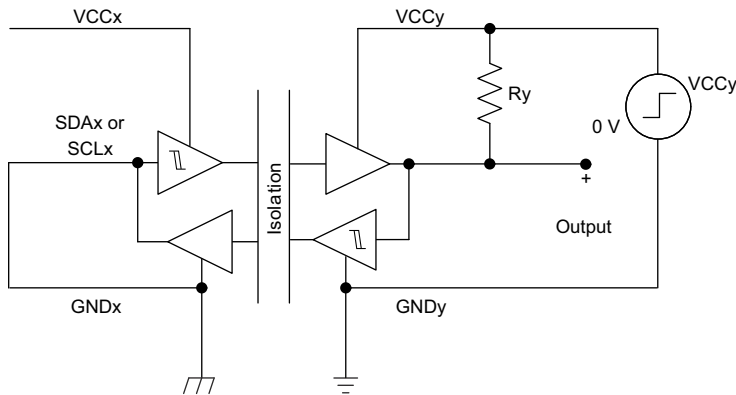 VCCx
VCCy
VCCy
Ry
0 V
SDAx or
SCLx
Isolation
+
Output
GNDx
GNDy